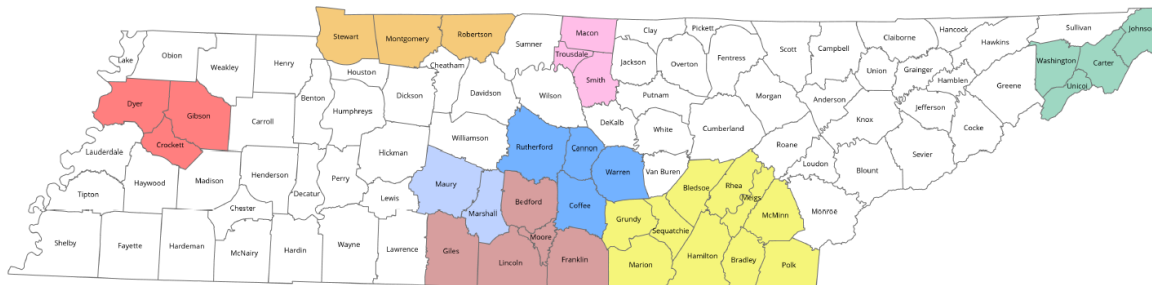 Stewart
Montgomery
Robertson
Sumner
Macon
Trousdale
Smith
Clay
Pickett
Jackson
Overton
Fentress
Scott
Campbell
Claiborne
Hancock
Hawkins
Sullivan
Johnson
Washington
Carter
Unicoi
Greene
Lake
Obion
Weakley
Henry
Houston
Cheatham
Benton
Humphreys
Dickson
Davidson
Wilson
Putnam
Morgan
Anderson
Union
Grainger
Hamblen
Jefferson
Cocke
Knox
Dyer
Gibson
Crockett
Carroll
Williamson
Rutherford
Cannon
DeKalb
White
Cumberland
Roane
Loudon
Blount
Sevier
Lauderdale
Haywood
Madison
Henderson
Decatur
Perry
Hickman
Lewis
Maury
Marshall
Bedford
Coffee
Warren
Van Buren
Bledsoe
Rhea
Meigs
McMinn
Monroe
Tipton
Chester
Moore
Grundy
Sequatchie
Shelby
Fayette
Hardeman
McNairy
Hardin
Wayne
Lawrence
Giles
Lincoln
Franklin
Marion
Hamilton
Bradley
Polk